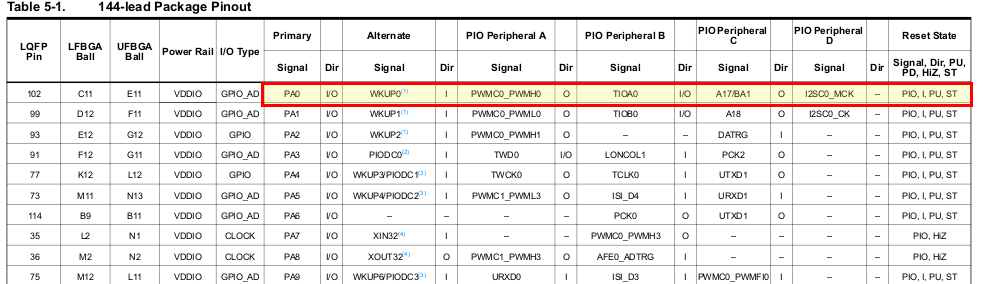 Table 5-1. 144-lead Package Pinout
LQFP Pin LFBGA Ball UFBGA Ball Power Rail I/O Type Primary Alternate PIO Peripheral A PIO Peripheral B PIO Peripheral C PIO Peripheral D Reset State
Signal Dir Signal Dir Signal Dir Signal Dir Signal Dir Signal Dir Signal, Dir, PU, PD, HiZ, ST
102 C11 E11 VDDIO GPIO_AD PA0 I/O WKUP0(1) I PWMC0_PWMH0 O TIOA0 I/O A17/BA1 O I2SC0_MCK – PIO, I, PU, ST
99 D12 F11 VDDIO GPIO_AD PA1 I/O WKUP1(1) I PWMC0_PWML0 O TIOB0 I/O A18 O I2SC0_CK – PIO, I, PU, ST
93 E12 G12 VDDIO GPIO PA2 I/O WKUP2(1) I PWMC0_PWMH1 O – – DATRG I – – PIO, I, PU, ST
91 F12 G11 VDDIO GPIO_AD PA3 I/O PIODC0(2) I TWD0 I/O LONCOL1 I PCK2 O – – PIO, I, PU, ST
77 K12 L12 VDDIO GPIO PA4 I/O WKUP3/PIODC1(3) I TWCK0 O TCLK0 I UTXD1 O – – PIO, I, PU, ST
73 M11 N13 VDDIO GPIO_AD PA5 I/O WKUP4/PIODC2(3) I PWMC1_PWML3 O ISI_D4 I URXD1 I – – PIO, I, PU, ST
114 B9 B11 VDDIO GPIO_AD PA6 I/O – – – – PCK0 O UTXD1 O – – PIO, I, PU, ST
35 L2 N1 VDDIO CLOCK PA7 I/O XIN32(4) I – – PWMC0_PWMH3 O – – – – PIO, HiZ
36 M2 N2 VDDIO CLOCK PA8 I/O XOUT32(4) O PWMC1_PWMH3 O AFE0_ADTRG I – – – – PIO, HiZ
75 M12 L11 VDDIO GPIO_AD PA9 I/O WKUP6/PIODC3(3) I URXD0 I ISI_D3 I PWMC0_PWMFI0 I – – PIO, I, PU, ST